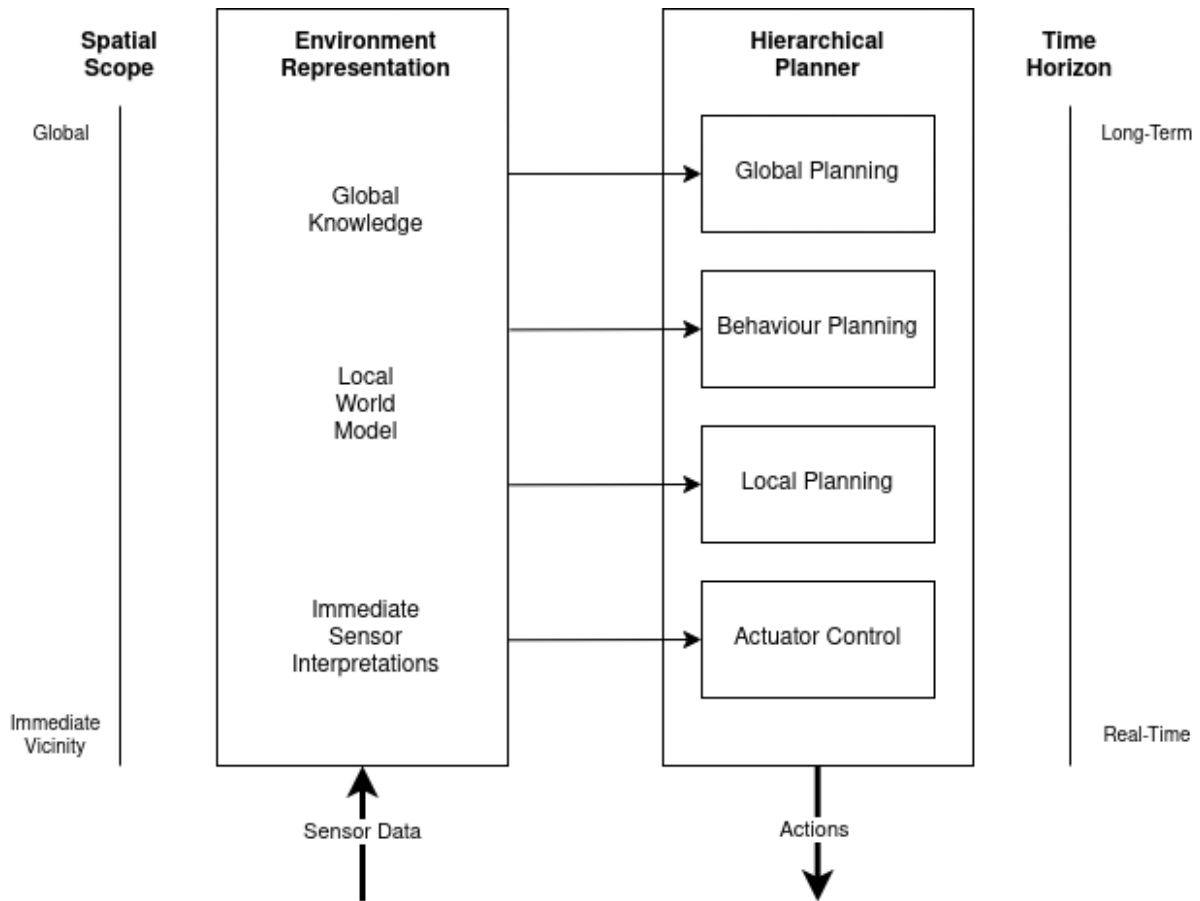 Spatial
Scope
Environment
Representation
Hierarchical
Planner
Time
Horizon
Global
Long-Term
Global
Knowledge
Global Planning
Behaviour Planning
Local
World
Model
Local Planning
Immediate
Sensor
Interpretations
Actuator Control
Immediate
Vicinity
Real-Time
Sensor Data
Actions